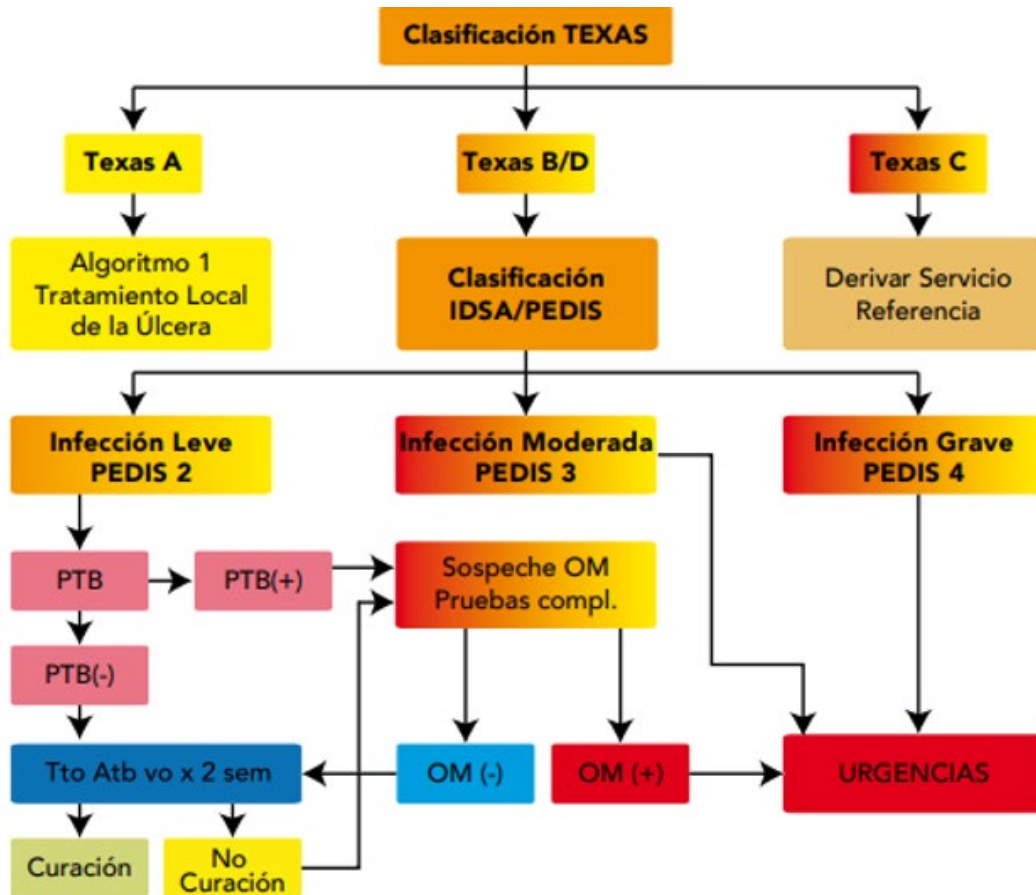 Clasificación TEXAS
Texas A
Texas B/D
Texas C
Algoritmo 1
Tratamiento Local
de la Úlcera
Clasificación
IDSA/PEDIS
Derivar Servicio
Referencia
Infección Leve
PEDIS 2
Infección Moderada
PEDIS 3
Infección Grave
PEDIS 4
PTB
PTB(+)
Sospeche OM
Pruebas compl.
PTB(-)
Tto Atb vo x 2 sem
OM (-)
OM (+)
URGENCIAS
Curación
No
Curación